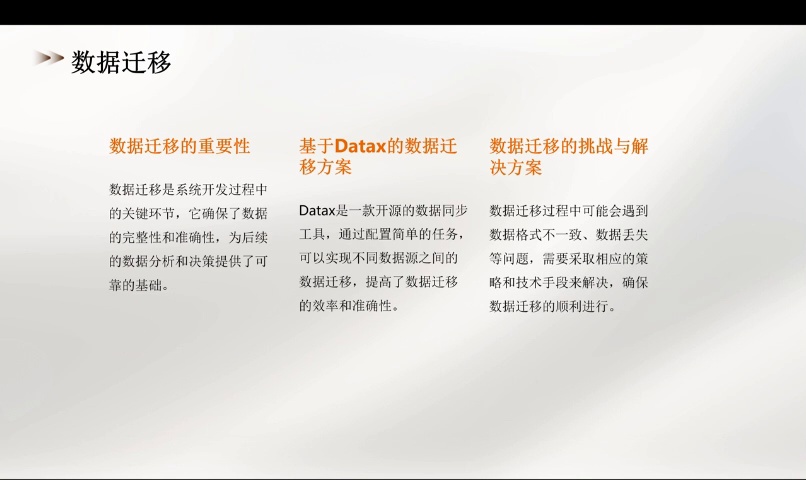 数据迁移
数据迁移的重要性
数据迁移是系统开发过程中
的关键环节，它确保了数据
的完整性和准确性，为后续
的数据分析和决策提供了可
靠的基础。
基于Datax的数据迁
移方案
Datax是一款开源的数据同步
工具，通过配置简单的任务，
可以实现不同数据源之间的
数据迁移，提高了数据迁移
的效率和准确性。
数据迁移的挑战与解
决方案
数据迁移过程中可能会遇到
数据格式不一致、数据丢失
等问题，需要采取相应的策
略和技术手段来解决，确保
数据迁移的顺利进行。